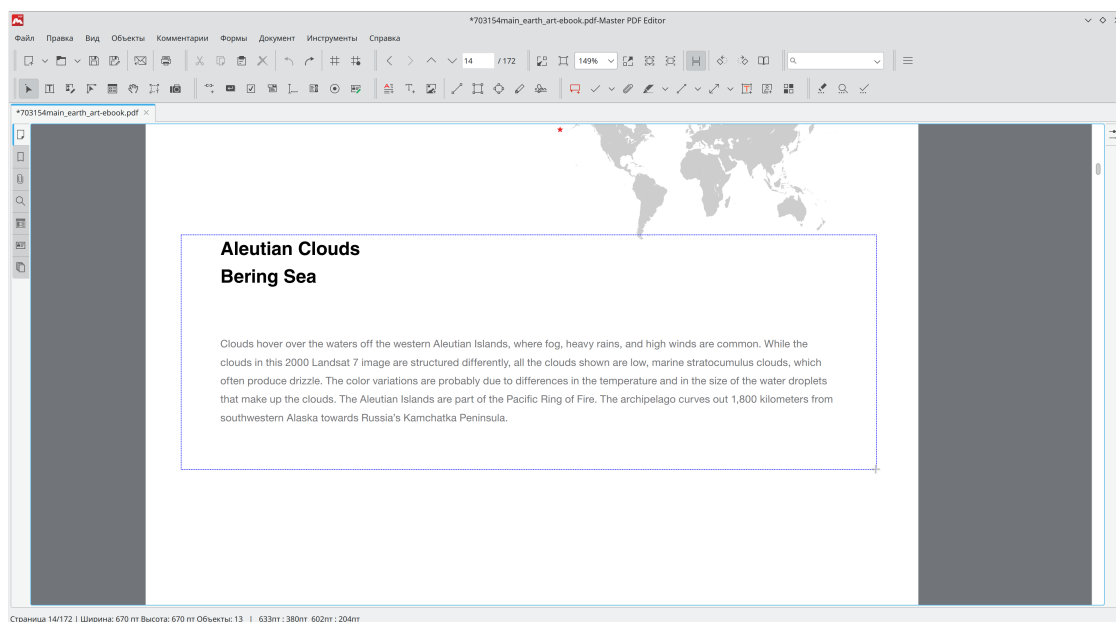 *703154main_earth_art-ebook.pdf-Master PDF Editor
Файл Правка Вид Объекты Комментарии Формы Документ Инструменты Справка
14 / 172 149%
*703154main_earth_art-ebook.pdf
Aleutian Clouds
Bering Sea
Clouds hover over the waters off the western Aleutian Islands, where fog, heavy rains, and high winds are common. While the
clouds in this 2000 Landsat 7 image are structured differently, all the clouds shown are low, marine stratocumulus clouds, which
often produce drizzle. The color variations are probably due to differences in the temperature and in the size of the water droplets
that make up the clouds. The Aleutian Islands are part of the Pacific Ring of Fire. The archipelago curves out 1,800 kilometers from
southwestern Alaska towards Russia's Kamchatka Peninsula.
Страница 14/172 | Ширина: 670 пт Высота: 670 пт Объекты: 13 | 633пт : 380пт 602пт : 204пт